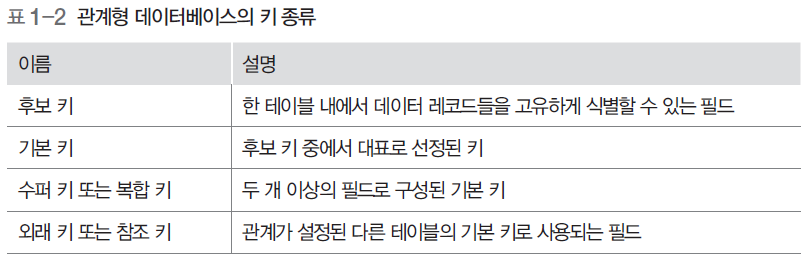 표 1-2 관계형 데이터베이스의 키 종류
이름 설명
후보 키 한 테이블 내에서 데이터 레코드들을 고유하게 식별할 수 있는 필드
기본 키 후보 키 중에서 대표로 선정된 키
수퍼 키 또는 복합 키 두 개 이상의 필드로 구성된 기본 키
외래 키 또는 참조 키 관계가 설정된 다른 테이블의 기본 키로 사용되는 필드